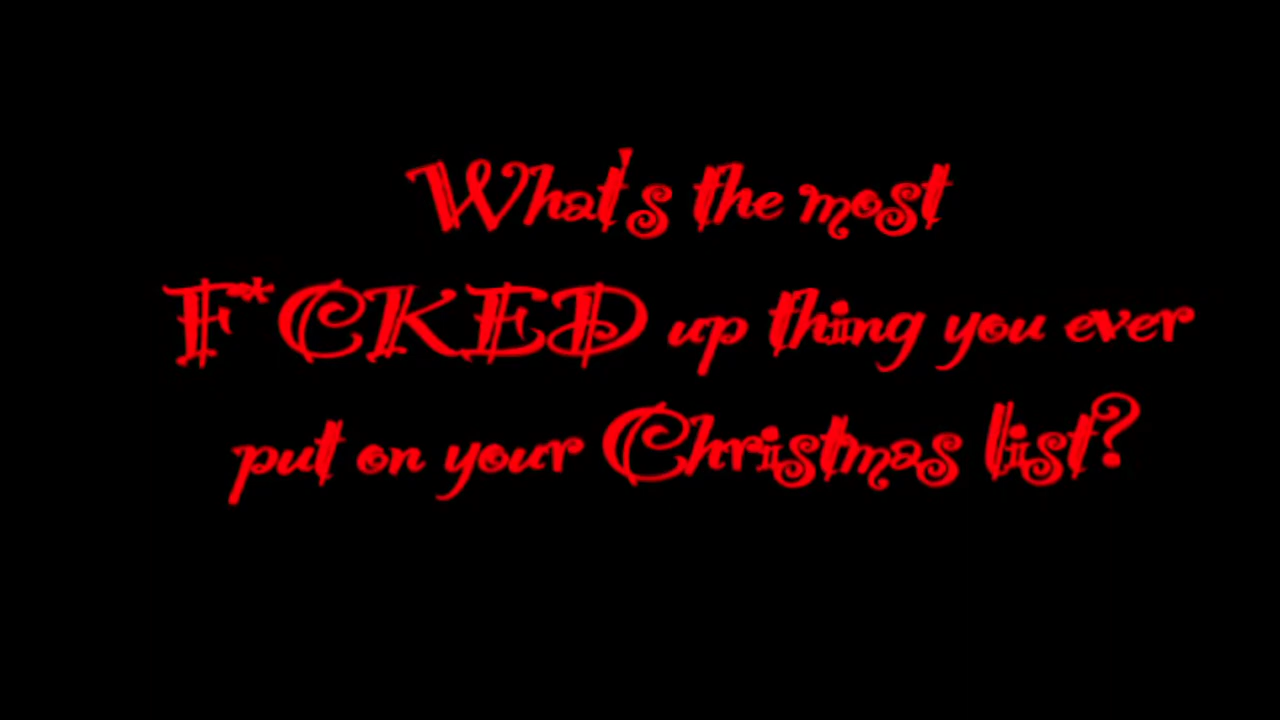 What's the most
F*CKED up thing you ever
put on your Christmas list?